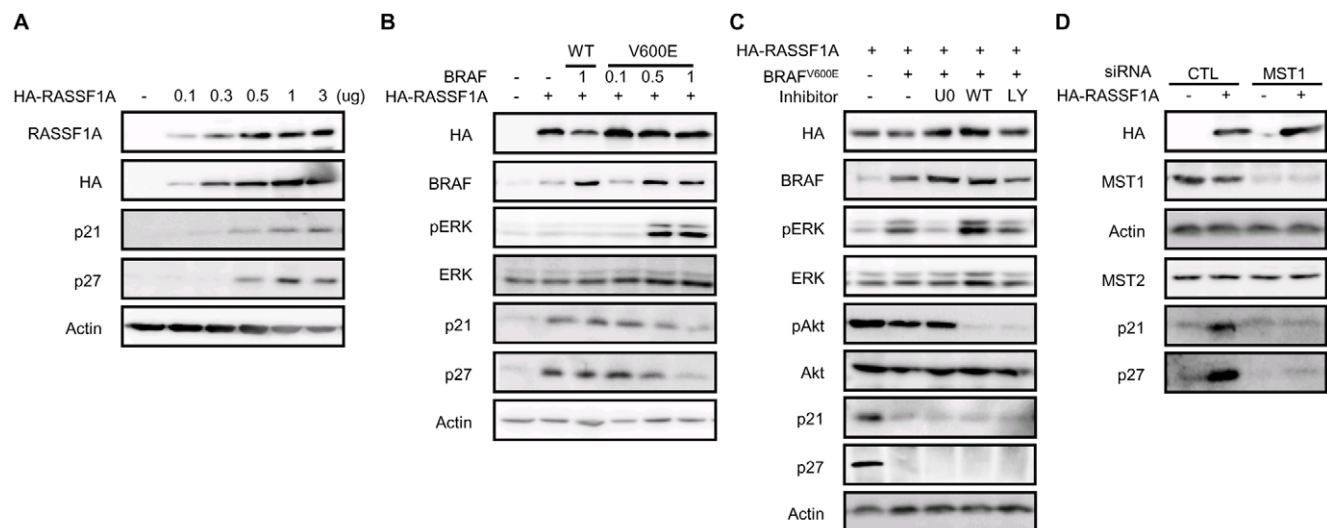 A
HA-RASSF1A - 0.1 0.3 0.5 1 3 (ug)
RASSF1A
HA
p21
p27
Actin
B
WT V600E
BRAF - - 1 0.1 0.5 1
HA-RASSF1A - + + + + +
HA
BRAF
pERK
ERK
p21
p27
Actin
C
HA-RASSF1A + + + + +
BRAFV600E - + + + +
Inhibitor - - U0 WT LY
HA
BRAF
pERK
ERK
pAkt
Akt
p21
p27
Actin
D
siRNA CTL MST1
HA-RASSF1A - + - +
HA
MST1
Actin
MST2
p21
p27